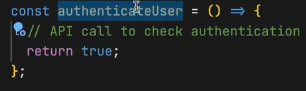 const authenticateUser = () => {
// API call to check authentication
return true;
};